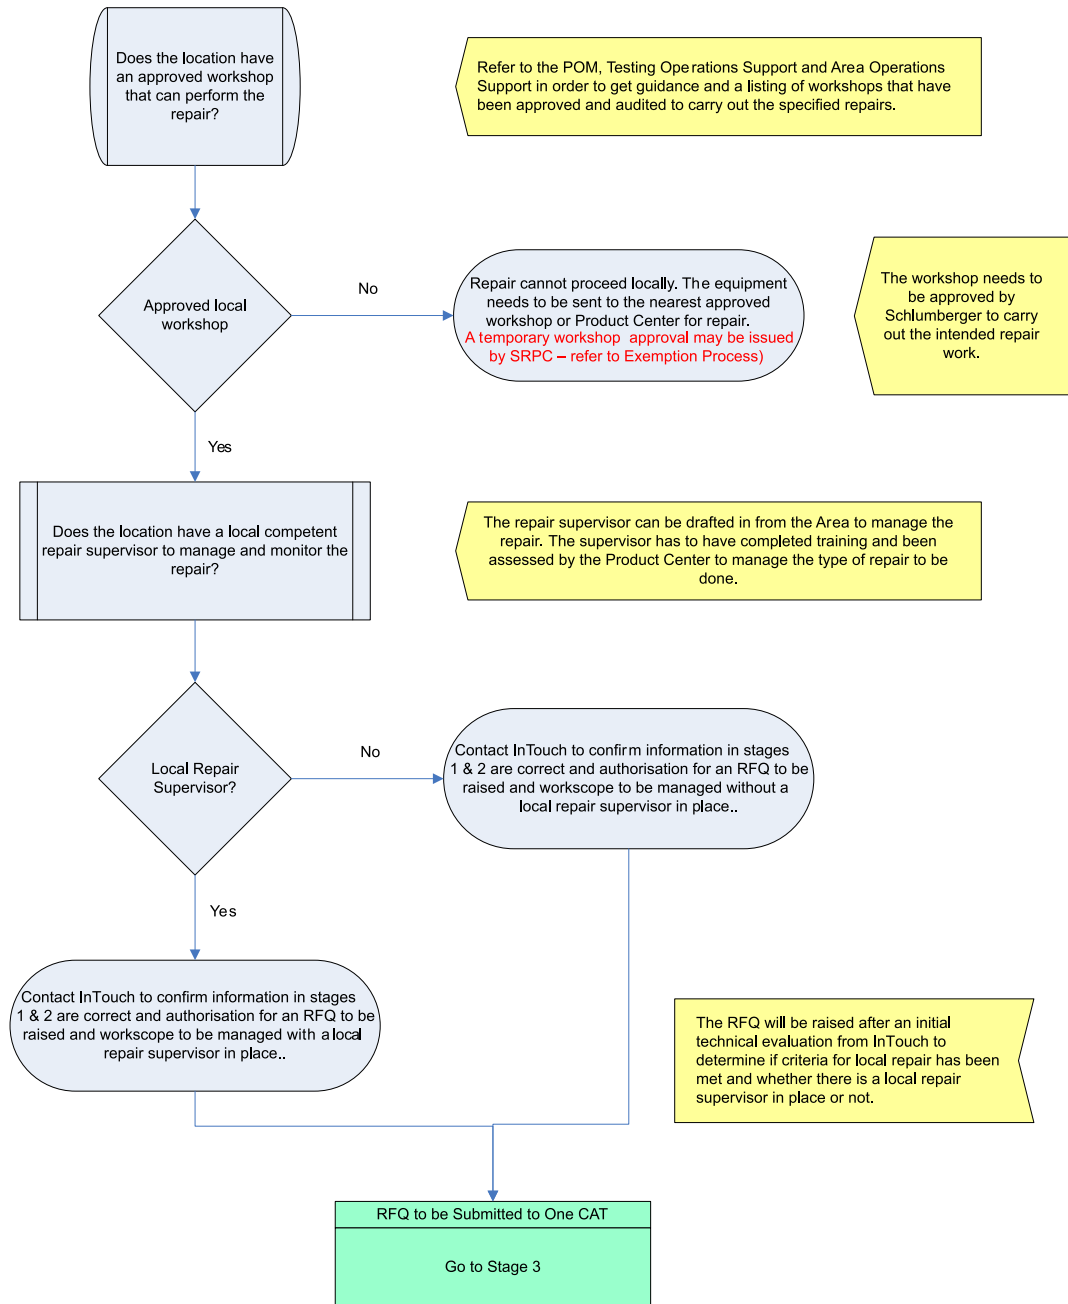 Does the location have
an approved workshop
that can perform the
repair?
Refer to the POM, Testing Operations Support and Area Operations
Support in order to get guidance and a listing of workshops that have
been approved and audited to carry out the specified repairs.
Approved local
workshop
No
Repair cannot proceed locally. The equipment
needs to be sent to the nearest approved
workshop or Product Center for repair.
A temporary workshop approval may be issued
by SRPC – refer to Exemption Process)
The workshop needs to
be approved by
Schlumberger to carry
out the intended repair
work.
Yes
Does the location have a local competent
repair supervisor to manage and monitor the
repair?
The repair supervisor can be drafted in from the Area to manage the
repair. The supervisor has to have completed training and been
assessed by the Product Center to manage the type of repair to be
done.
Local Repair
Supervisor?
No
Contact InTouch to confirm information in stages
1 & 2 are correct and authorisation for an RFQ to be
raised and workscope to be managed without a
local repair supervisor in place..
Yes
Contact InTouch to confirm information in stages
1 & 2 are correct and authorisation for an RFQ to be
raised and workscope to be managed with a local
repair supervisor in place..
The RFQ will be raised after an initial
technical evaluation from InTouch to
determine if criteria for local repair has been
met and whether there is a local repair
supervisor in place or not.
RFQ to be Submitted to One CAT
Go to Stage 3